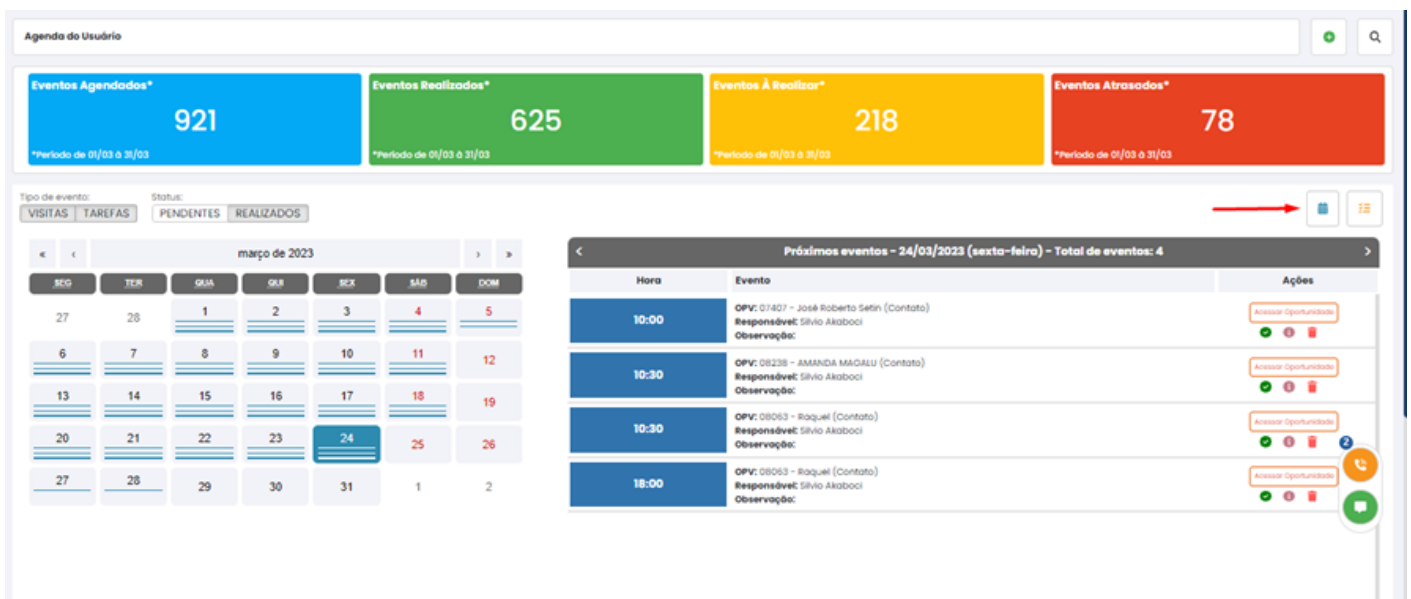 Agenda do Usuário
Eventos Agendados*
921
*Período de 01/03 à 31/03
Eventos Realizados*
625
*Período de 01/03 à 31/03
Eventos À Realizar*
218
*Período de 01/03 à 31/03
Eventos Atrasados*
78
*Período de 01/03 à 31/03
Tipo de evento: Status:
VISITAS TAREFAS PENDENTES REALIZADOS
« ‹ março de 2023 › »
SEG TER QUA QUI SEX SÁB DOM
27 28 1 2 3 4 5
6 7 8 9 10 11 12
13 14 15 16 17 18 19
20 21 22 23 24 25 26
27 28 29 30 31 1 2
< Próximos eventos - 24/03/2023 (sexta-feira) - Total de eventos: 4 >
Hora Evento Ações
10:00
OPV: 07407 - José Roberto Setin (Contato)
Responsável: Silvio Akaboci
Observação:
Acessar Oportunidade
10:30
OPV: 08238 - AMANDA MAGALU (Contato)
Responsável: Silvio Akaboci
Observação:
Acessar Oportunidade
10:30
OPV: 08063 - Raquel (Contato)
Responsável: Silvio Akaboci
Observação:
Acessar Oportunidade
18:00
OPV: 08063 - Raquel (Contato)
Responsável: Silvio Akaboci
Observação:
Acessar Oportunidade
2